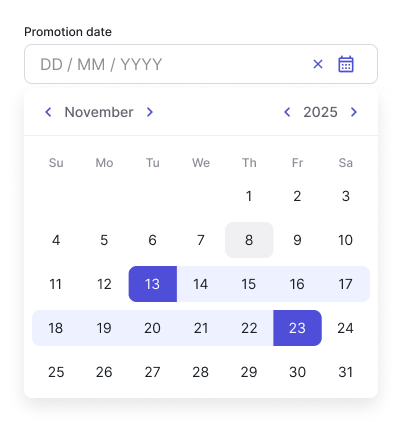 Promotion date
DD / MM / YYYY
November 2025
Su Mo Tu We Th Fr Sa
1 2 3
4 5 6 7 8 9 10
11 12 13 14 15 16 17
18 19 20 21 22 23 24
25 26 27 28 29 30 31